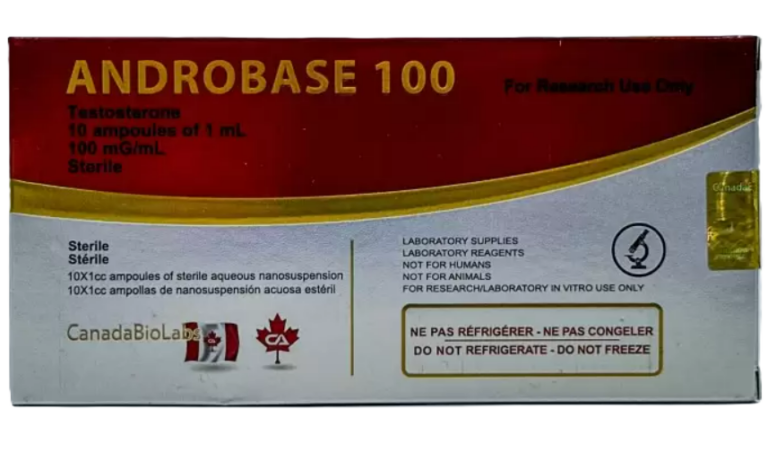 ANDROBASE 100
For Research Use Only
Testosterone
10 ampoules of 1 mL
100 mG/mL
Sterile
Sterile
Stérile
10X1cc ampoules of sterile aqueous nanosuspension
10X1cc ampollas de nanosuspensión acuosa estéril
CanadaBioLabs
CA
LABORATORY SUPPLIES
LABORATORY REAGENTS
NOT FOR HUMANS
NOT FOR ANIMALS
FOR RESEARCH/LABORATORY IN VITRO USE ONLY
NE PAS RÉFRIGÉRER - NE PAS CONGELER
DO NOT REFRIGERATE - DO NOT FREEZE